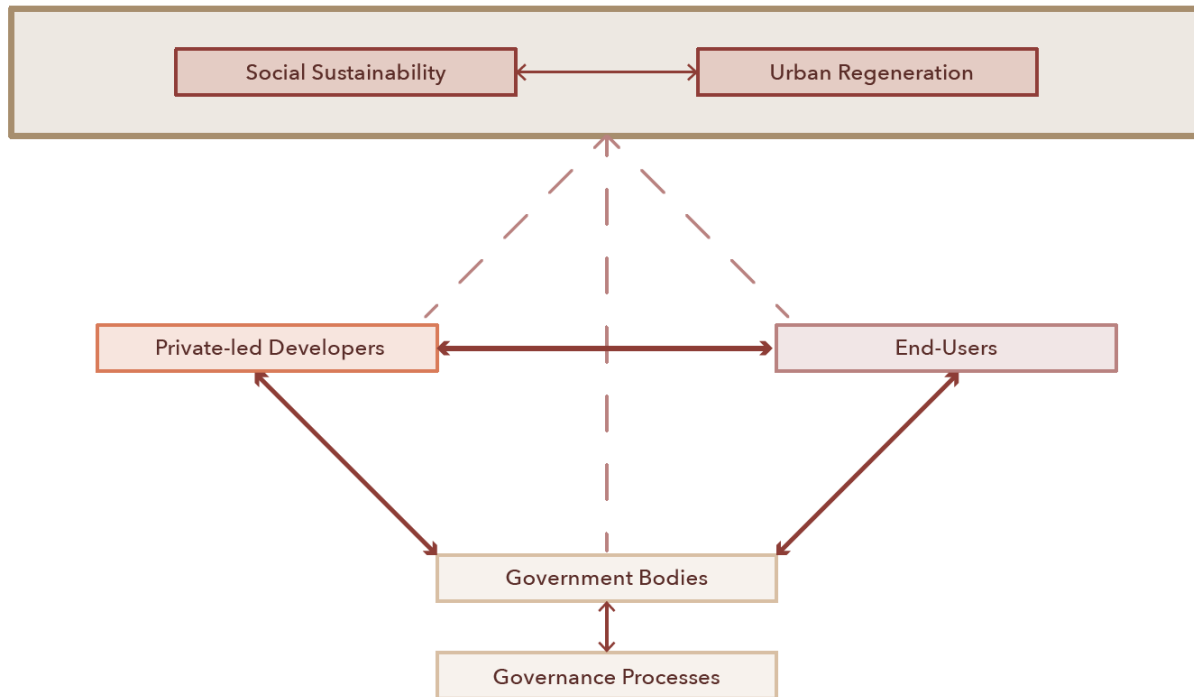 Social Sustainability
Urban Regeneration
Private-led Developers
End-Users
Government Bodies
Governance Processes